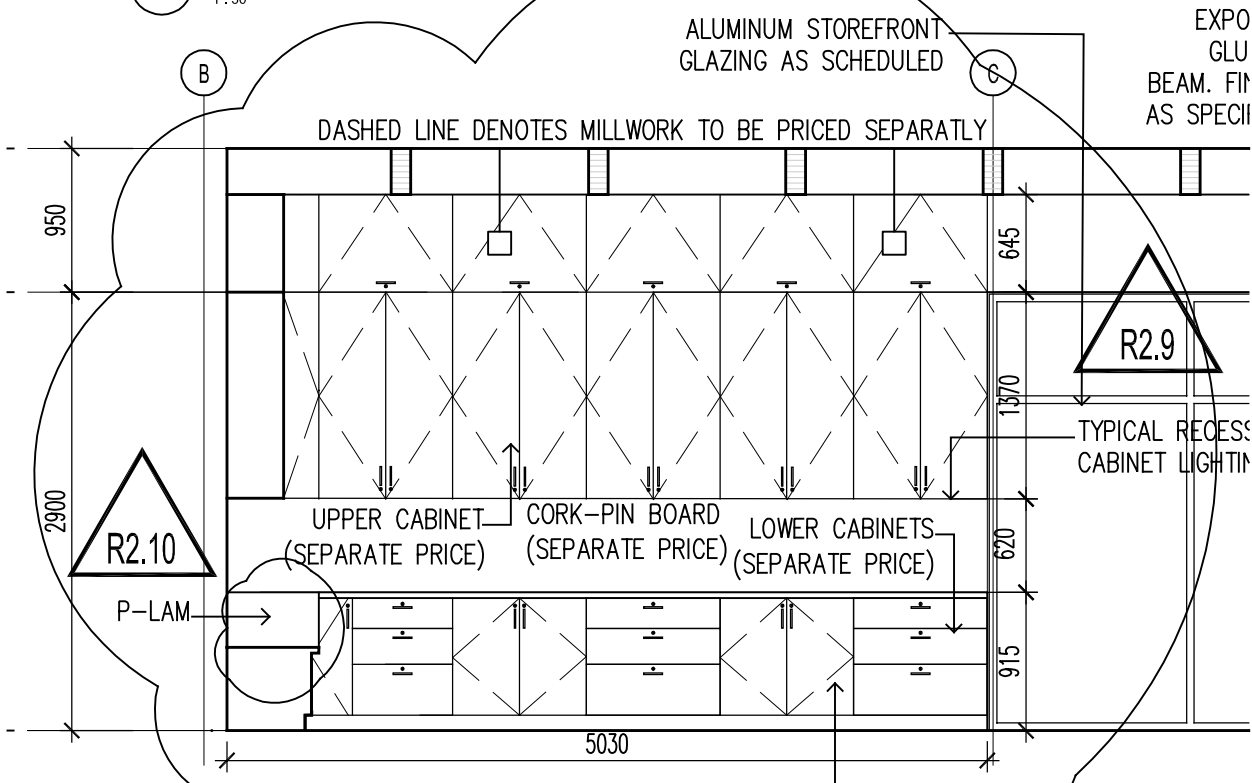 ALUMINUM STOREFRONT
GLAZING AS SCHEDULED
EXPO
GLU
BEAM. FIN
AS SPECI
B
C
DASHED LINE DENOTES MILLWORK TO BE PRICED SEPARATLY
950
645
R2.9
1370
TYPICAL RECESS
CABINET LIGHTIN
2900
R2.10
UPPER CABINET
(SEPARATE PRICE)
CORK-PIN BOARD
(SEPARATE PRICE)
LOWER CABINETS
(SEPARATE PRICE)
620
P-LAM
915
5030